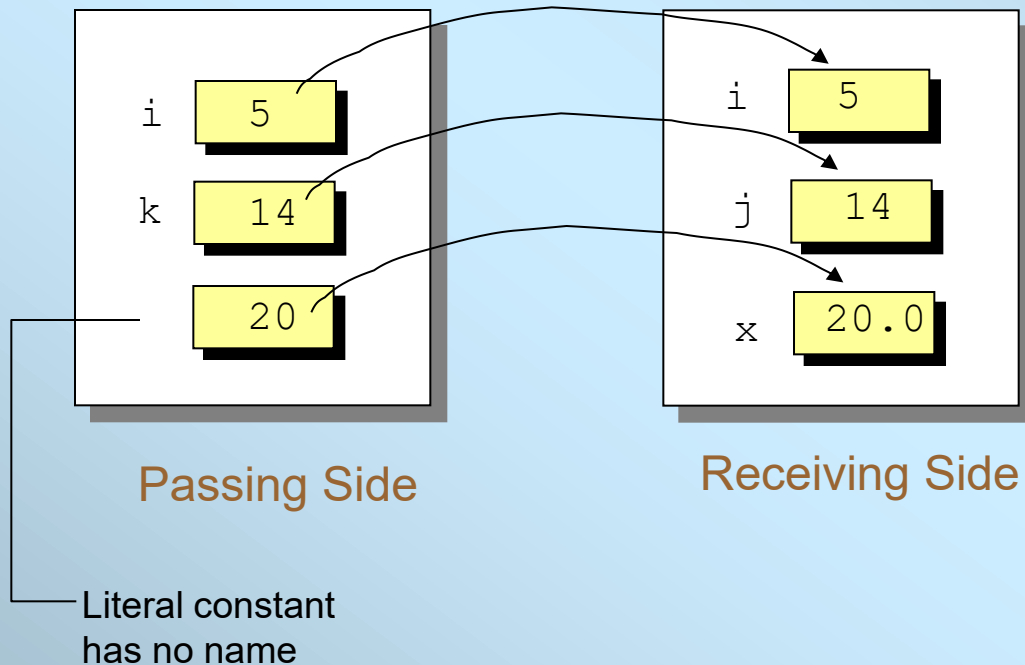 i 5
k 14
20
Passing Side
Literal constant
has no name
i 5
j 14
x 20.0
Receiving Side